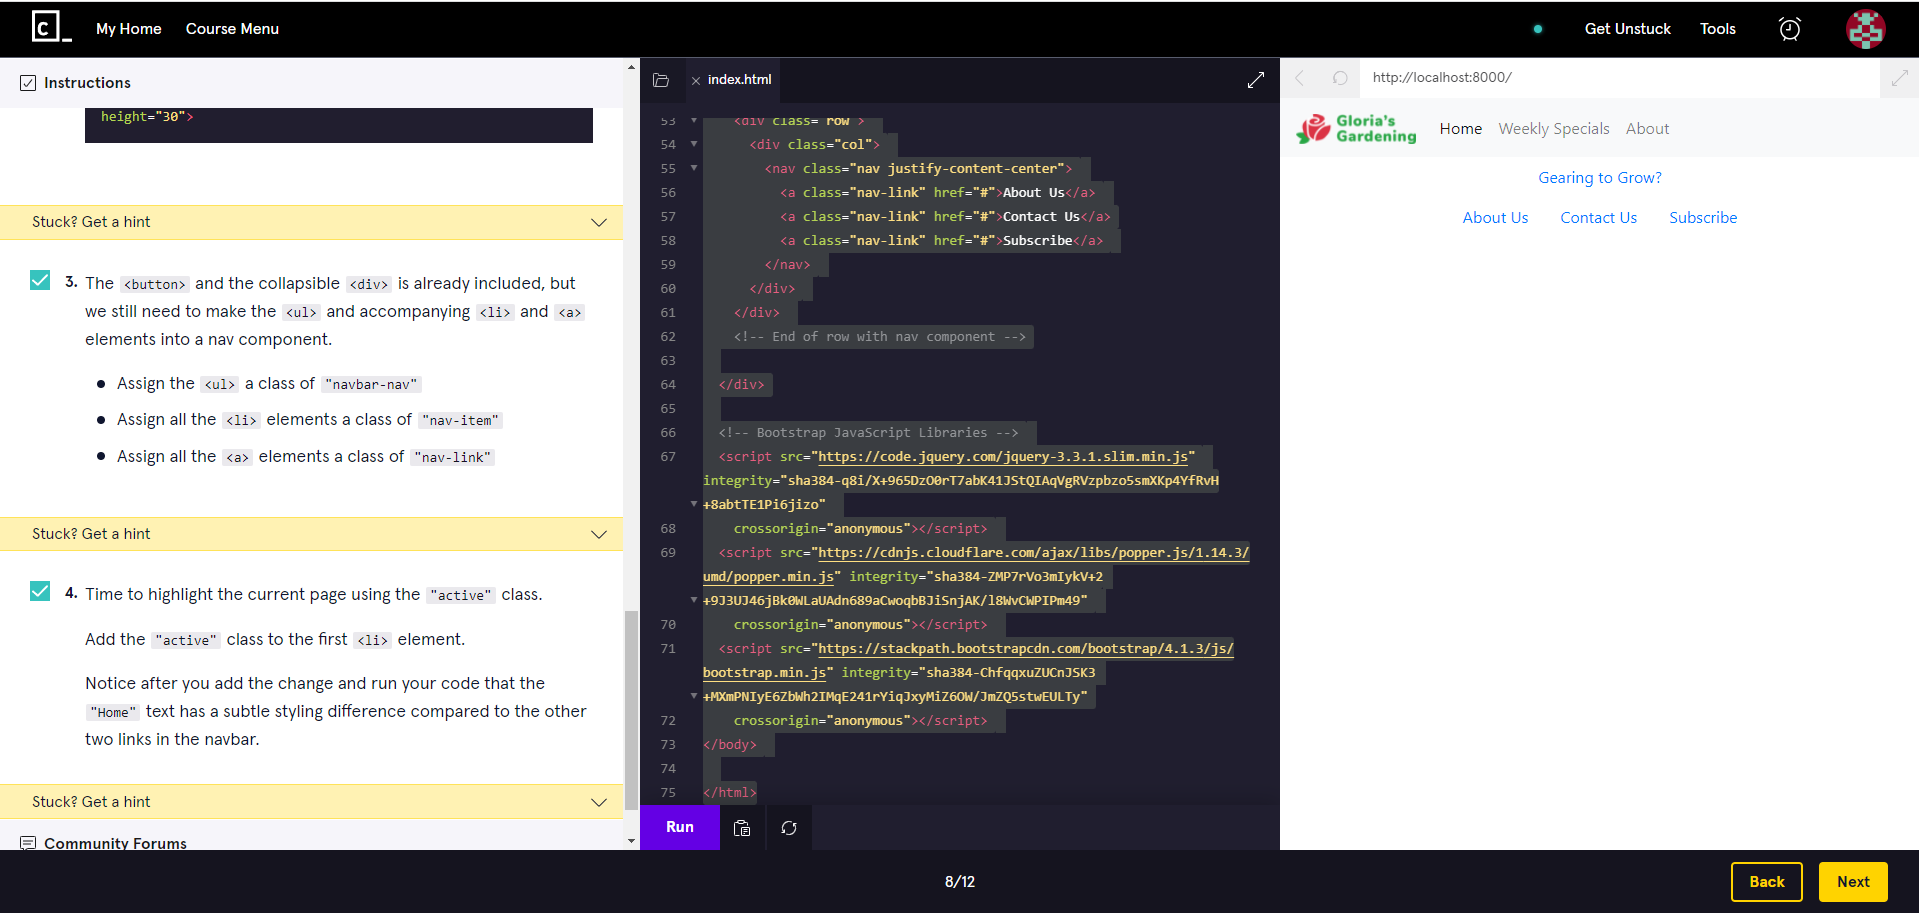 C_
My Home
Course Menu
Get Unstuck
Tools
Instructions
height="30">
Stuck? Get a hint
3. The <button> and the collapsible <div> is already included, but
we still need to make the <ul> and accompanying <li> and <a>
elements into a nav component.
Assign the <ul> a class of "navbar-nav"
Assign all the <li> elements a class of "nav-item"
Assign all the <a> elements a class of "nav-link"
Stuck? Get a hint
4. Time to highlight the current page using the "active" class.
Add the "active" class to the first <li> element.
Notice after you add the change and run your code that the
"Home" text has a subtle styling difference compared to the other
two links in the navbar.
Stuck? Get a hint
Community Forums
index.html
53 <div class="row">
54 <div class="col">
55 <nav class="nav justify-content-center">
56 <a class="nav-link" href="#">About Us</a>
57 <a class="nav-link" href="#">Contact Us</a>
58 <a class="nav-link" href="#">Subscribe</a>
59 </nav>
60 </div>
61 </div>
62 <!-- End of row with nav component -->
63
64 </div>
65
66 <!-- Bootstrap JavaScript Libraries -->
67 <script src="https://code.jquery.com/jquery-3.3.1.slim.min.js"
integrity="sha384-q8i/X+965DzO0rT7abK41JStQIAqVgRVzpbzo5smXKp4YfRvH
+8abtTE1Pi6jizo"
68 crossorigin="anonymous"></script>
69 <script src="https://cdnjs.cloudflare.com/ajax/libs/popper.js/1.14.3/
umd/popper.min.js" integrity="sha384-ZMP7rVo3mIykV+2
+9J3UJ46jBk0WLaUAdn689aCwoqbBJiSnjAK/l8WvCWPIPm49"
70 crossorigin="anonymous"></script>
71 <script src="https://stackpath.bootstrapcdn.com/bootstrap/4.1.3/js/
bootstrap.min.js" integrity="sha384-ChfqqxuZUCnJSK3
+MXmPNIyE6ZbWh2IMqE241rYiqJxyMiZ6OW/JmZQ5stwEULTy"
72 crossorigin="anonymous"></script>
73 </body>
74
75 </html>
Run
http://localhost:8000/
Gloria's
Gardening
Home
Weekly Specials
About
Gearing to Grow?
About Us
Contact Us
Subscribe
8/12
Back
Next